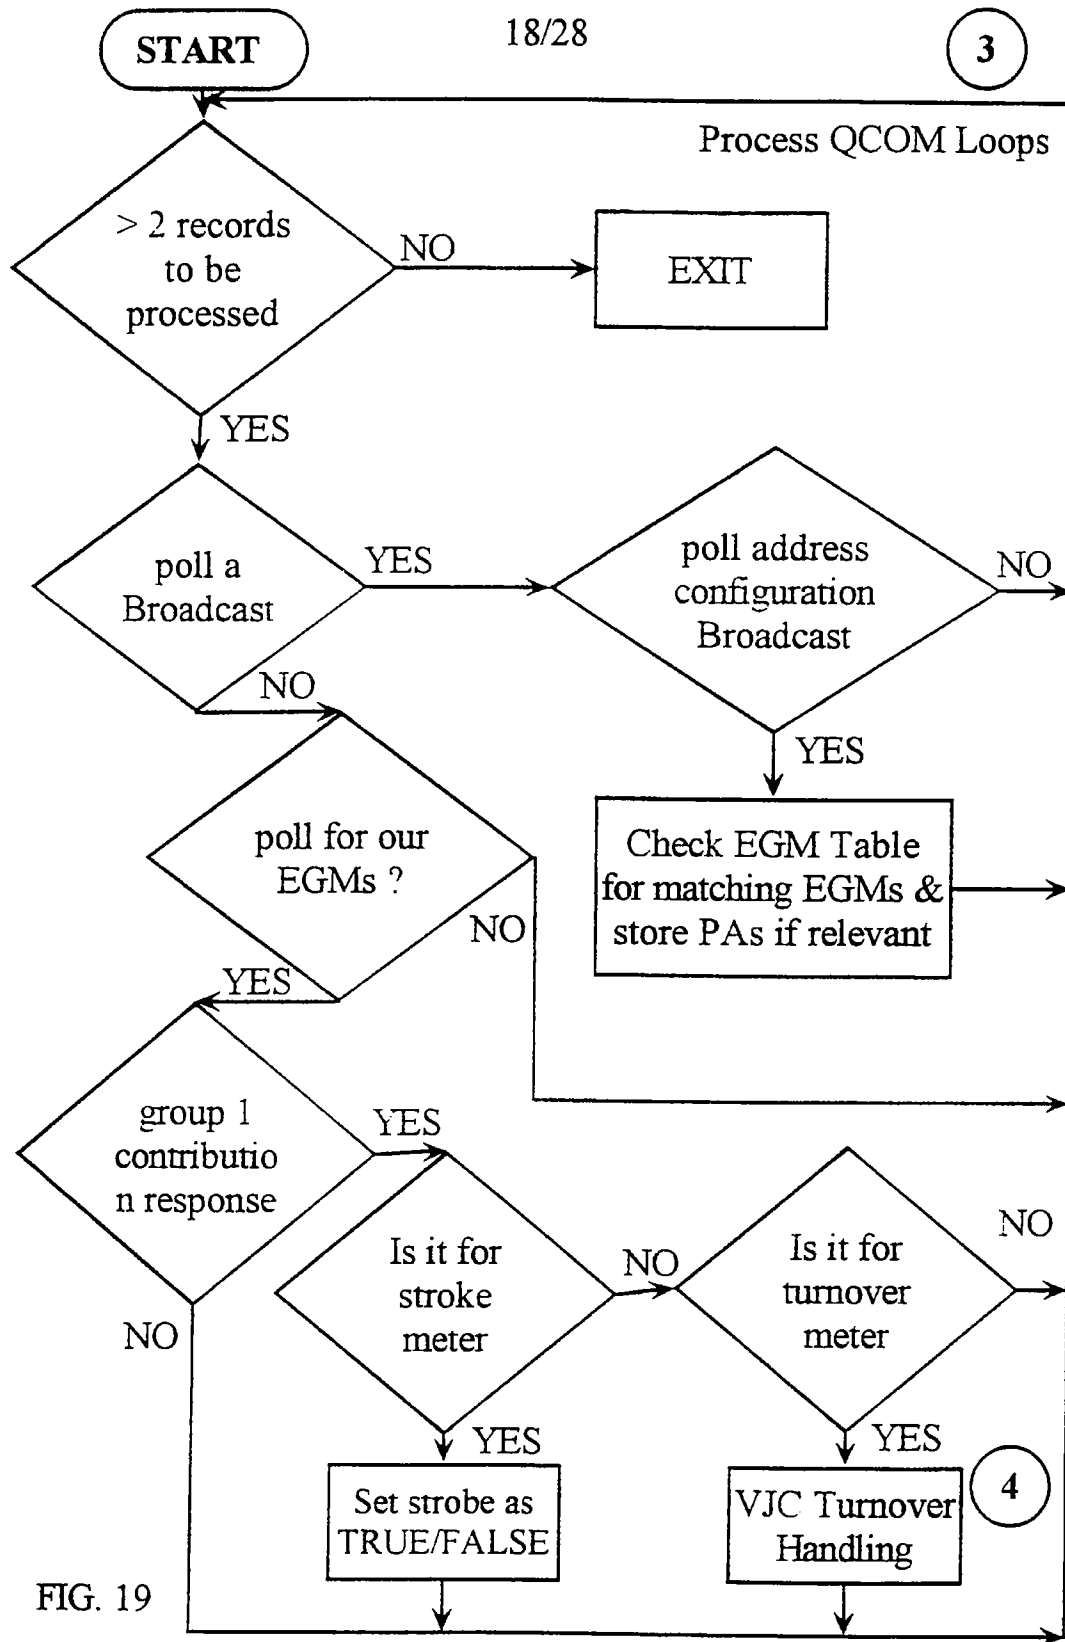 START
18/28
3
Process QCOM Loops
> 2 records
to be
processed
NO
EXIT
YES
poll a
Broadcast
YES
poll address
configuration
Broadcast
NO
NO
YES
poll for our
EGMs ?
Check EGM Table
for matching EGMs &
store PAs if relevant
NO
YES
group 1
contributio
n response
YES
Is it for
stroke
meter
NO
Is it for
turnover
meter
NO
NO
YES
YES
Set strobe as
TRUE/FALSE
VJC Turnover
Handling
4
FIG. 19